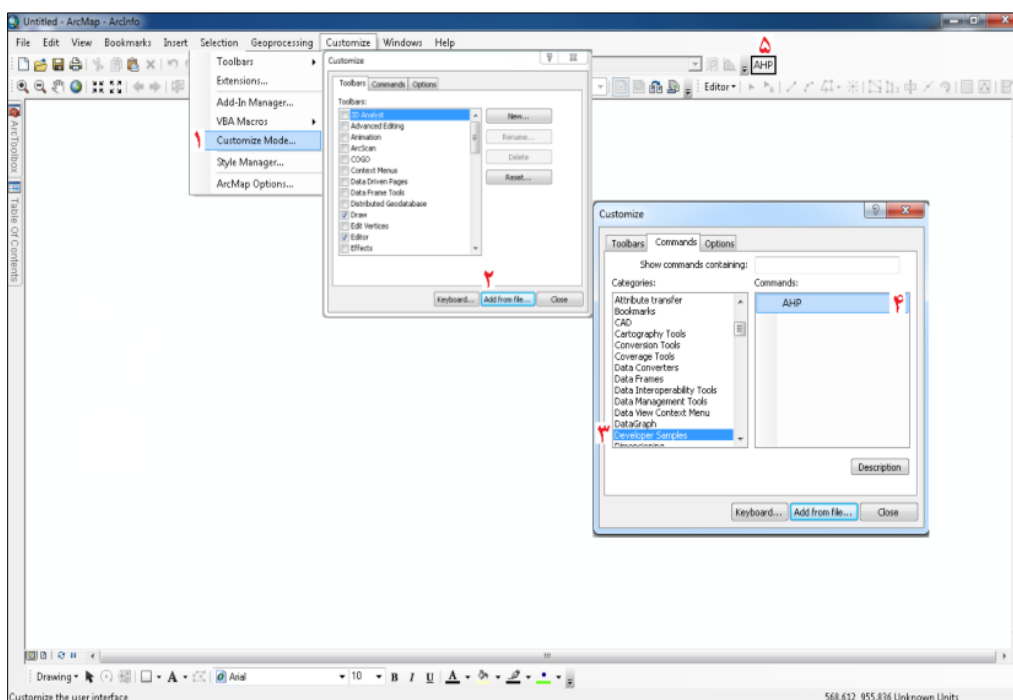 Untitled - ArcMap - ArcInfo
File Edit View Bookmarks Insert Selection Geoprocessing Customize Windows Help
۵
AHP
Editor
ArcToolbox
Table Of Contents
Toolbars
Extensions...
Add-In Manager...
VBA Macros
۱ Customize Mode...
Style Manager...
ArcMap Options...
Customize
Toolbars Commands Options
Toolbars:
3D Analyst
Advanced Editing
Animation
ArcScan
COGO
Context Menus
Data Driven Pages
Data Frame Tools
Distributed Geodatabase
Draw
Edit Vertices
Editor
Effects
New...
Rename...
Delete
Reset...
۲
Keyboard... Add from file... Close
Customize
Toolbars Commands Options
Show commands containing:
Categories:
Attribute transfer
Bookmarks
CAD
Cartography Tools
Conversion Tools
Coverage Tools
Data Converters
Data Frames
Data Interoperability Tools
Data Management Tools
Data View Context Menu
DataGraph
۳ Developer Samples
Dimensioning
Commands:
AHP ۴
Description
Keyboard... Add from file... Close
Drawing A Arial 10 B I U A
Customize the user interface 568.612 955.836 Unknown Units